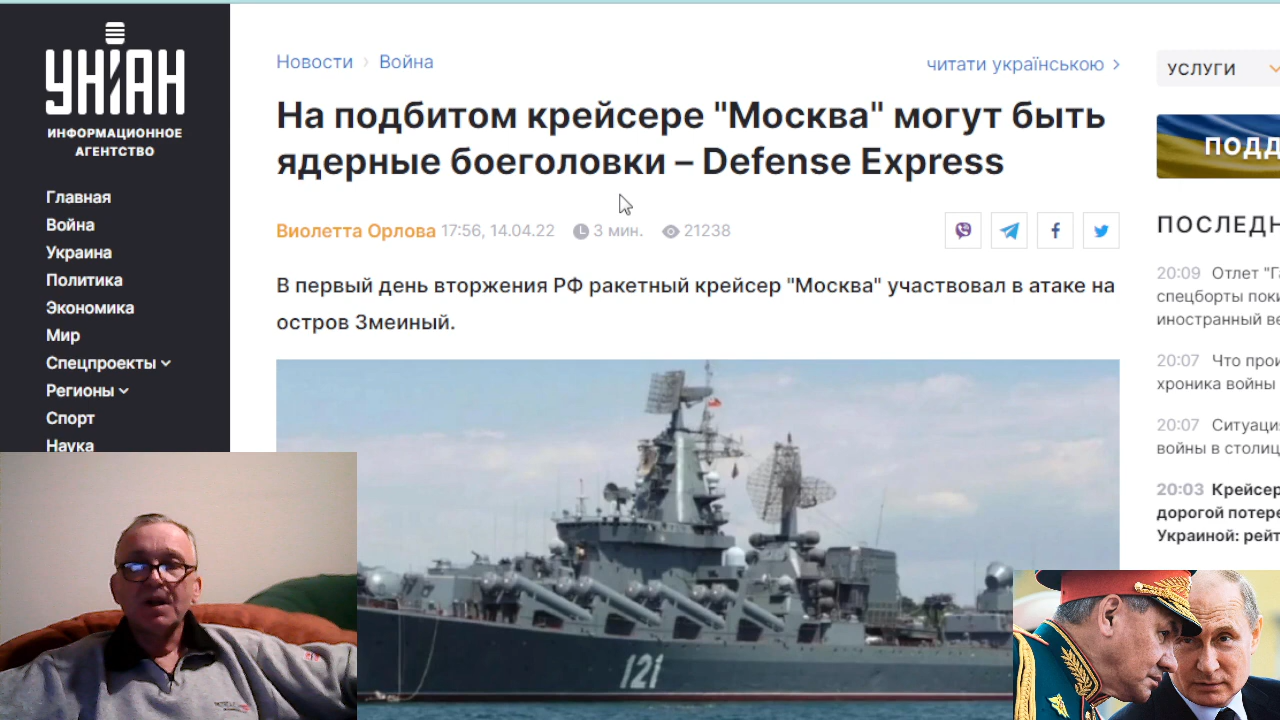 УНІАН
ИНФОРМАЦИОННОЕ
АГЕНТСТВО
Главная
Война
Украина
Политика
Экономика
Мир
Спецпроекты
Регионы
Спорт
Наука
Новости › Война
читати українською
На подбитом крейсере "Москва" могут быть
ядерные боеголовки – Defense Express
Виолетта Орлова 17:56, 14.04.22 3 мин. 21238
В первый день вторжения РФ ракетный крейсер "Москва" участвовал в атаке на
остров Змеиный.
121
УСЛУГИ
ПОДД
ПОСЛЕДН
20:09 Отлет "Га
спецборты поки
иностранный ве
20:07 Что прои
хроника войны
20:07 Ситуация
войны в столиц
20:03 Крейсер
дорогой потере
Украиной: рейт